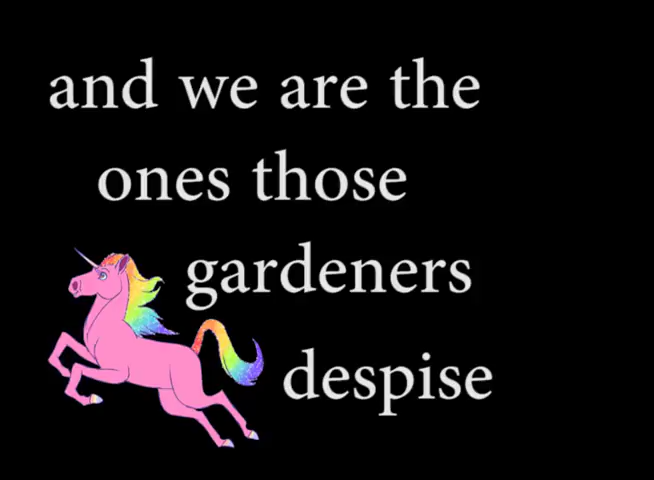 and we are the
ones those
gardeners
despise